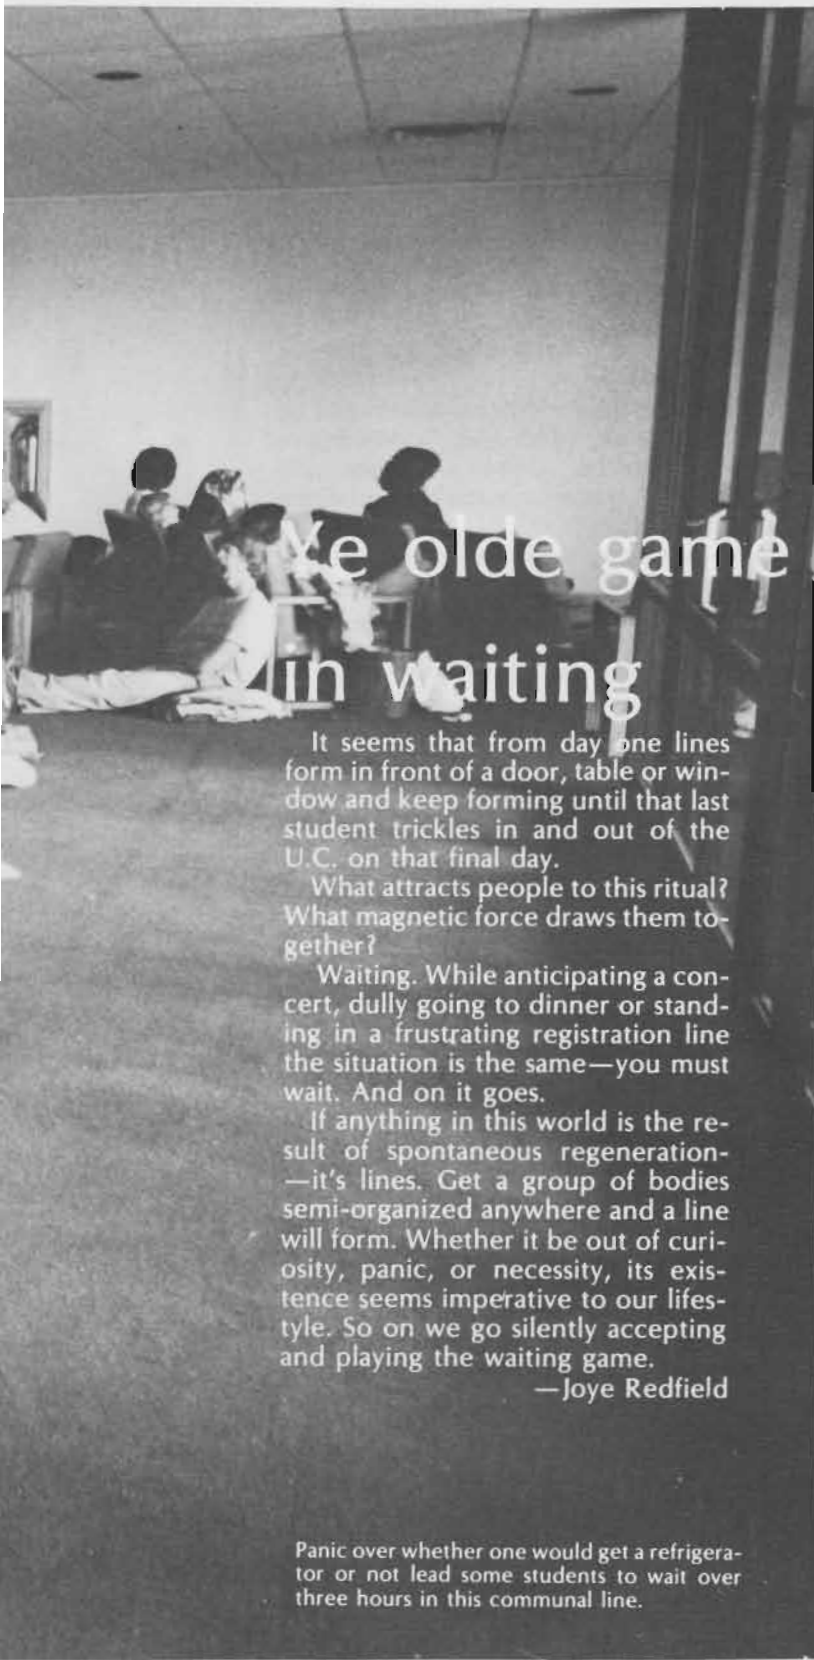 Ye olde game
in waiting
It seems that from day one lines
form in front of a door, table or win-
dow and keep forming until that last
student trickles in and out of the
U.C. on that final day.
What attracts people to this ritual?
What magnetic force draws them to-
gether?
Waiting. While anticipating a con-
cert, dully going to dinner or stand-
ing in a frustrating registration line
the situation is the same—you must
wait. And on it goes.
If anything in this world is the re-
sult of spontaneous regeneration-
—it's lines. Get a group of bodies
semi-organized anywhere and a line
will form. Whether it be out of curi-
osity, panic, or necessity, its exis-
tence seems imperative to our lifes-
tyle. So on we go silently accepting
and playing the waiting game.
—Joye Redfield
Panic over whether one would get a refrigera-
tor or not lead some students to wait over
three hours in this communal line.